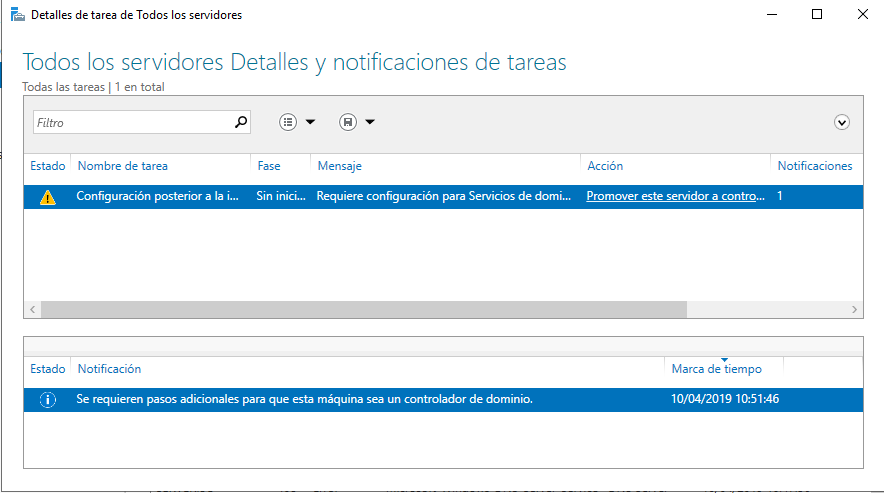 Detalles de tarea de Todos los servidores
Todos los servidores Detalles y notificaciones de tareas
Todas las tareas | 1 en total
Filtro
Estado Nombre de tarea Fase Mensaje Acción Notificaciones
Configuración posterior a la i... Sin inici... Requiere configuración para Servicios de domi... Promover este servidor a contro... 1
Estado Notificación Marca de tiempo
Se requieren pasos adicionales para que esta máquina sea un controlador de dominio. 10/04/2019 10:51:46